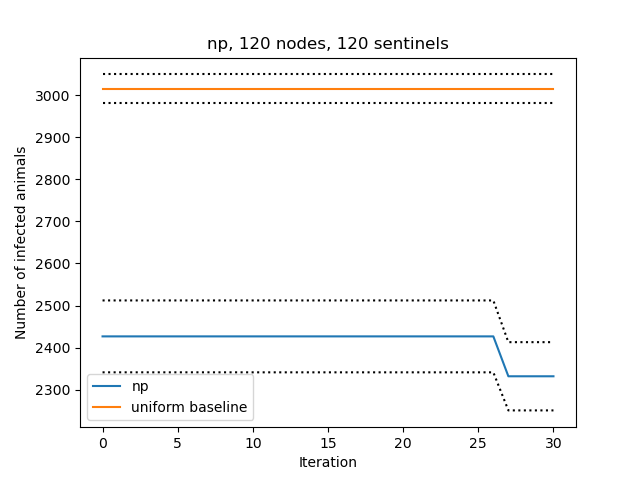 np, 120 nodes, 120 sentinels
Number of infected animals
3000
2900
2800
2700
2600
2500
2400
2300
np
uniform baseline
0 5 10 15 20 25 30
Iteration